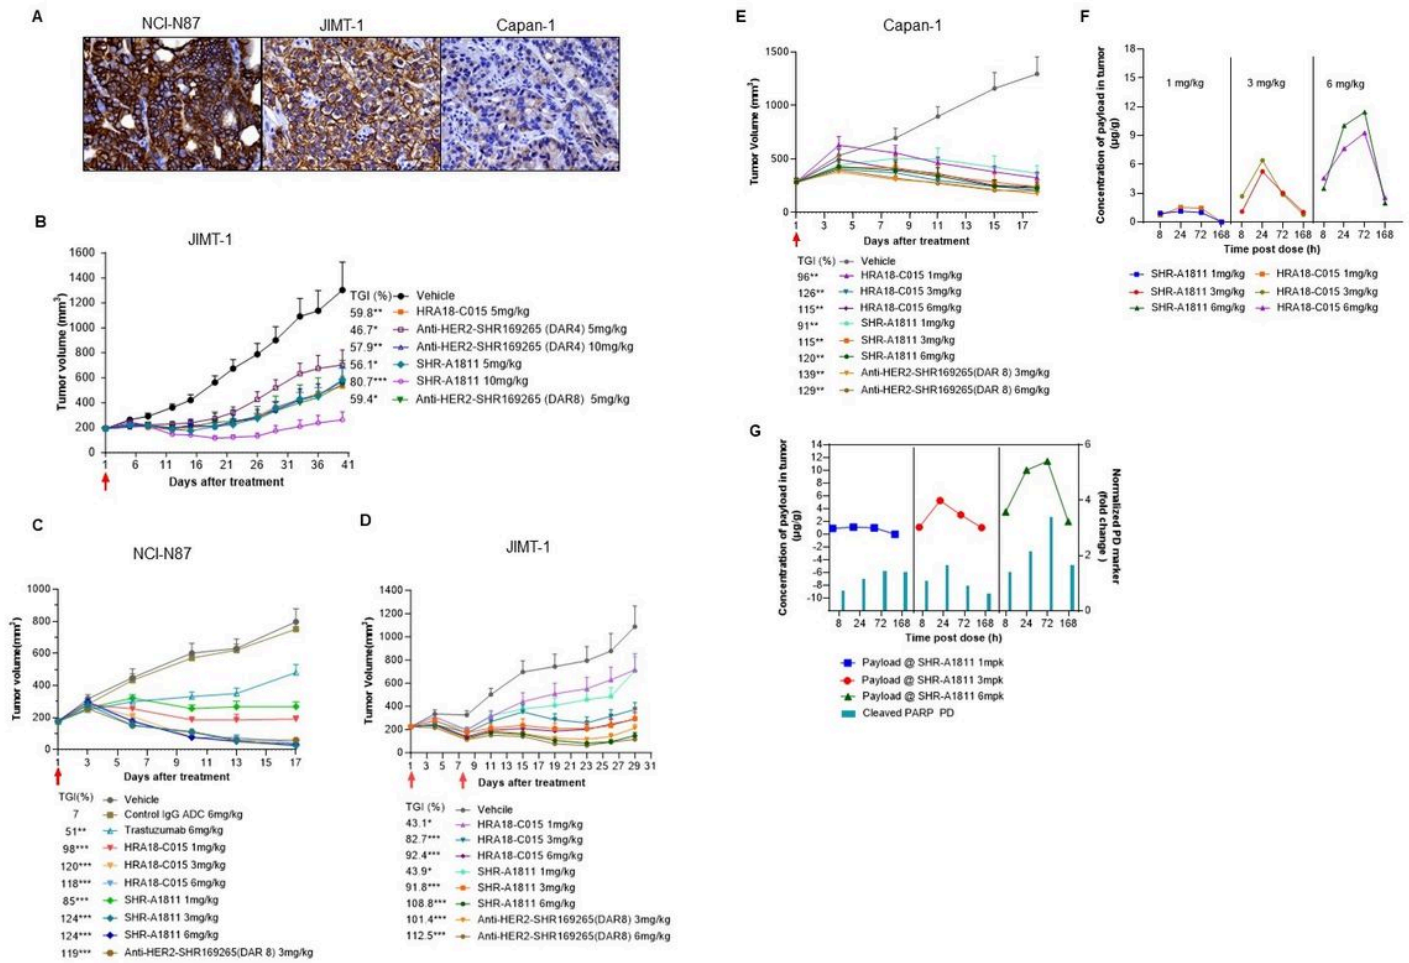 A
NCI-N87
JIMT-1
Capan-1
B
JIMT-1
Tumor volume (mm3)
1600
1400
1200
1000
800
600
400
200
0
1 6 11 16 21 26 31 36 41
Days after treatment
TGI (%)
Vehicle
59.8** HRA18-C015 5mg/kg
46.7* Anti-HER2-SHR169265 (DAR4) 5mg/kg
57.9** Anti-HER2-SHR169265 (DAR4) 10mg/kg
56.1* SHR-A1811 5mg/kg
80.7*** SHR-A1811 10mg/kg
59.4* Anti-HER2-SHR169265 (DAR8) 5mg/kg
C
NCI-N87
Tumor Volume(mm3)
1000
800
600
400
200
0
1 3 5 7 9 11 13 15 17
Days after treatment
TGI(%)
Vehicle
7 Control IgG ADC 6mg/kg
51** Trastuzumab 6mg/kg
98*** HRA18-C015 1mg/kg
120*** HRA18-C015 3mg/kg
118*** HRA18-C015 6mg/kg
85*** SHR-A1811 1mg/kg
124*** SHR-A1811 3mg/kg
124*** SHR-A1811 6mg/kg
119*** Anti-HER2-SHR169265(DAR 8) 3mg/kg
D
JIMT-1
Tumor Volume(mm3)
1400
1200
1000
800
600
400
200
0
1 3 5 7 9 11 13 15 17 19 21 23 25 27 29 31
Days after treatment
TGI (%)
Vehcile
43.1* HRA18-C015 1mg/kg
82.7*** HRA18-C015 3mg/kg
92.4*** HRA18-C015 6mg/kg
43.9* SHR-A1811 1mg/kg
91.8*** SHR-A1811 3mg/kg
108.8*** SHR-A1811 6mg/kg
101.4*** Anti-HER2-SHR169265(DAR8) 3mg/kg
112.5*** Anti-HER2-SHR169265(DAR8) 6mg/kg
E
Capan-1
Tumor Volume (mm3)
1500
1000
500
0
1 3 5 7 9 11 13 15 17
Days after treatment
TGI (%) Vehicle
96** HRA18-C015 1mg/kg
126** HRA18-C015 3mg/kg
115** HRA18-C015 6mg/kg
91** SHR-A1811 1mg/kg
115** SHR-A1811 3mg/kg
120** SHR-A1811 6mg/kg
139** Anti-HER2-SHR169265(DAR 8) 3mg/kg
129** Anti-HER2-SHR169265(DAR 8) 6mg/kg
F
Concentration of payload in tumor
(μg/g)
18
15
12
9
6
3
0
1 mg/kg
3 mg/kg
6 mg/kg
8 24 72 168 8 24 72 168 8 24 72 168
Time post dose (h)
SHR-A1811 1mg/kg HRA18-C015 1mg/kg
SHR-A1811 3mg/kg HRA18-C015 3mg/kg
SHR-A1811 6mg/kg HRA18-C015 6mg/kg
G
Concentration of payload in tumor
(μg/g)
14
12
10
8
6
4
2
0
-2
-4
-6
-8
-10
6
4
2
0
Normalized PD marker
(fold change )
8 24 72 168 8 24 72 168 8 24 72 168
Time post dose (h)
Payload @ SHR-A1811 1mpk
Payload @ SHR-A1811 3mpk
Payload @ SHR-A1811 6mpk
Cleaved PARP PD